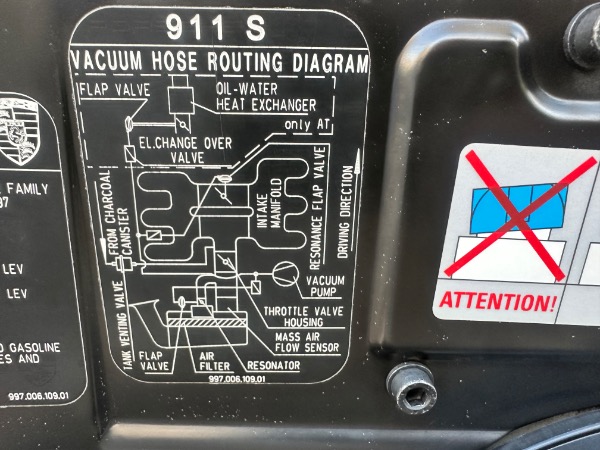 911 S
VACUUM HOSE ROUTING DIAGRAM
FLAP VALVE
OIL-WATER
HEAT EXCHANGER
only AT
EL.CHANGE OVER
VALVE
FROM CHARCOAL
CANISTER
INTAKE
MANIFOLD
RESONANCE FLAP VALVE
DRIVING DIRECTION
TANK VENTING VALVE
VACUUM
PUMP
THROTTLE VALVE
HOUSING
MASS AIR
FLOW SENSOR
FLAP
VALVE
AIR
FILTER
RESONATOR
997.006.109.01
FAMILY
LEV
LEV
GASOLINE
ES AND
997.006.109.01
ATTENTION!